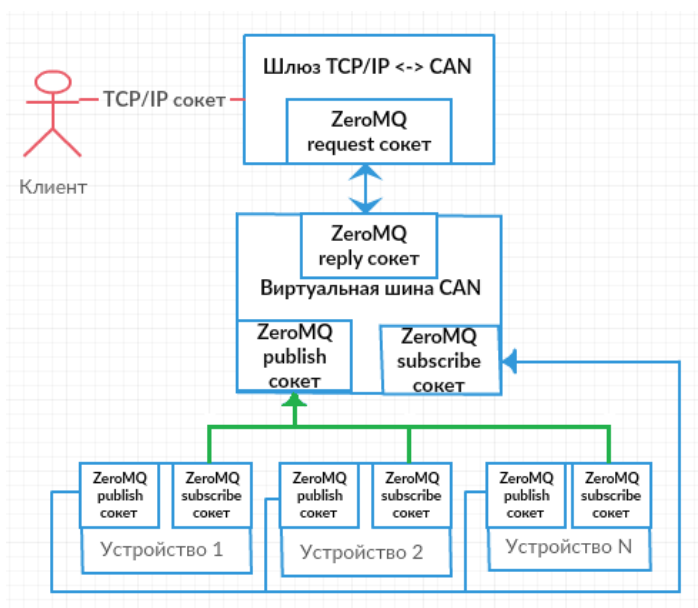 Шлюз TCP/IP <-> CAN
TCP/IP сокет
ZeroMQ
request сокет
Клиент
ZeroMQ
reply сокет
Виртуальная шина CAN
ZeroMQ
publish
сокет
ZeroMQ
subscribe
сокет
ZeroMQ
publish
сокет
ZeroMQ
subscribe
сокет
Устройство 1
ZeroMQ
publish
сокет
ZeroMQ
subscribe
сокет
Устройство 2
ZeroMQ
publish
сокет
ZeroMQ
subscribe
сокет
Устройство N